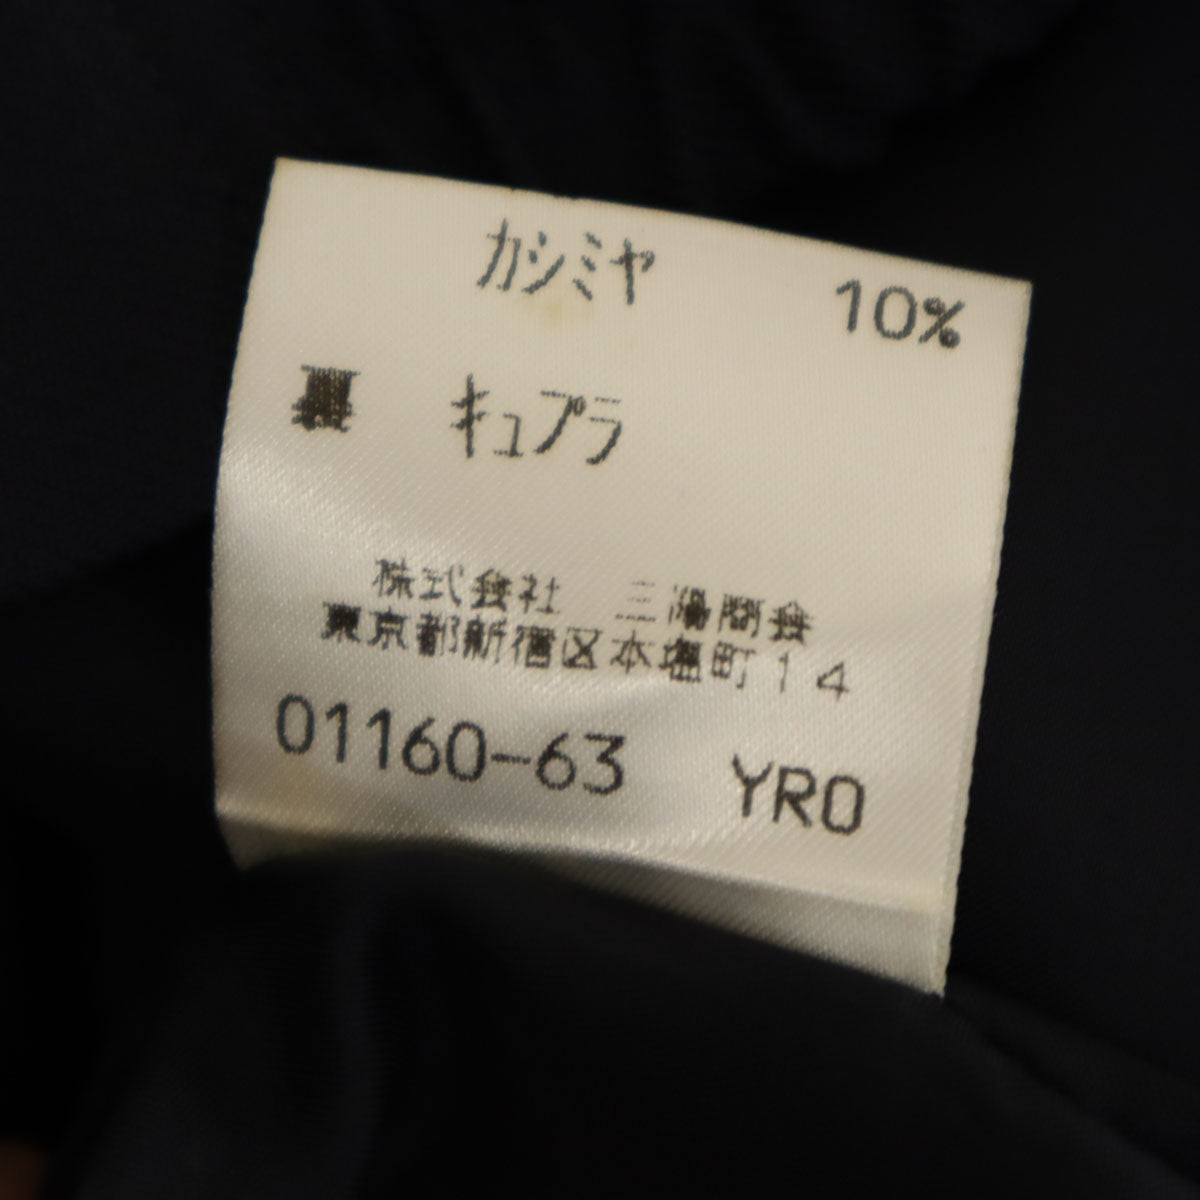 カシミヤ 10%
裏 キュプラ
株式会社 三陽商会
東京都新宿区本塩町14
01160-63 YRO